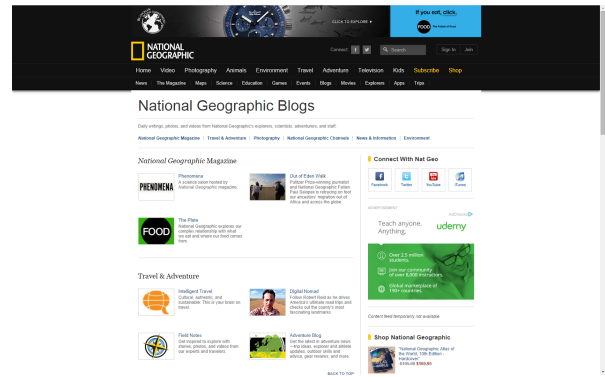 CLICK TO EXPLORE
If you eat, click.
FOOD
NATIONAL
GEOGRAPHIC
Connect:
Search
Sign In
Join
Home Video Photography Animals Environment Travel Adventure Television Kids Subscribe Shop
News The Magazine Maps Science Education Games Events Blogs Movies Explorers Apps Trips
National Geographic Blogs
Daily writings, photos, and videos from National Geographic's explorers, scientists, adventurers, and staff.
National Geographic Magazine | Travel & Adventure | Photography | National Geographic Channels | News & Information | Environment
National Geographic Magazine
PHENOMENA
Phenomena
A science salon hosted by
National Geographic magazine.
Out of Eden Walk
Pulitzer Prize-winning journalist
and National Geographic Fellow
Paul Salopek is retracing on foot
our ancestors' migration out of
Africa and across the globe.
FOOD
The Plate
National Geographic explores our
complex relationship with what
we eat and where our food comes
from.
Travel & Adventure
Intelligent Travel
Cultural, authentic, and
sustainable: This is your brain on
travel.
Digital Nomad
Follow Robert Reid as he drives
America's ultimate road trips and
checks out the country's most
fascinating landmarks.
Field Notes
Get inspired to explore with
stories, photos, and videos from
our experts and travelers.
Adventure Blog
Get the latest in adventure news
—trip ideas, explorer and athlete
updates, outdoor skills and
advice, gear reviews, and more.
BACK TO TOP
Connect With Nat Geo
Facebook
Twitter
YouTube
iTunes
ADVERTISEMENT
AdChoices
Teach anyone.
Anything.
udemy
Over 2.5 million
students.
Join our community
of over 8,000 instructors.
Global marketplace of
190+ countries.
Content feed temporarily not available
Shop National Geographic
"National Geographic Atlas of
the World, 10th Edition -
Hardcover"